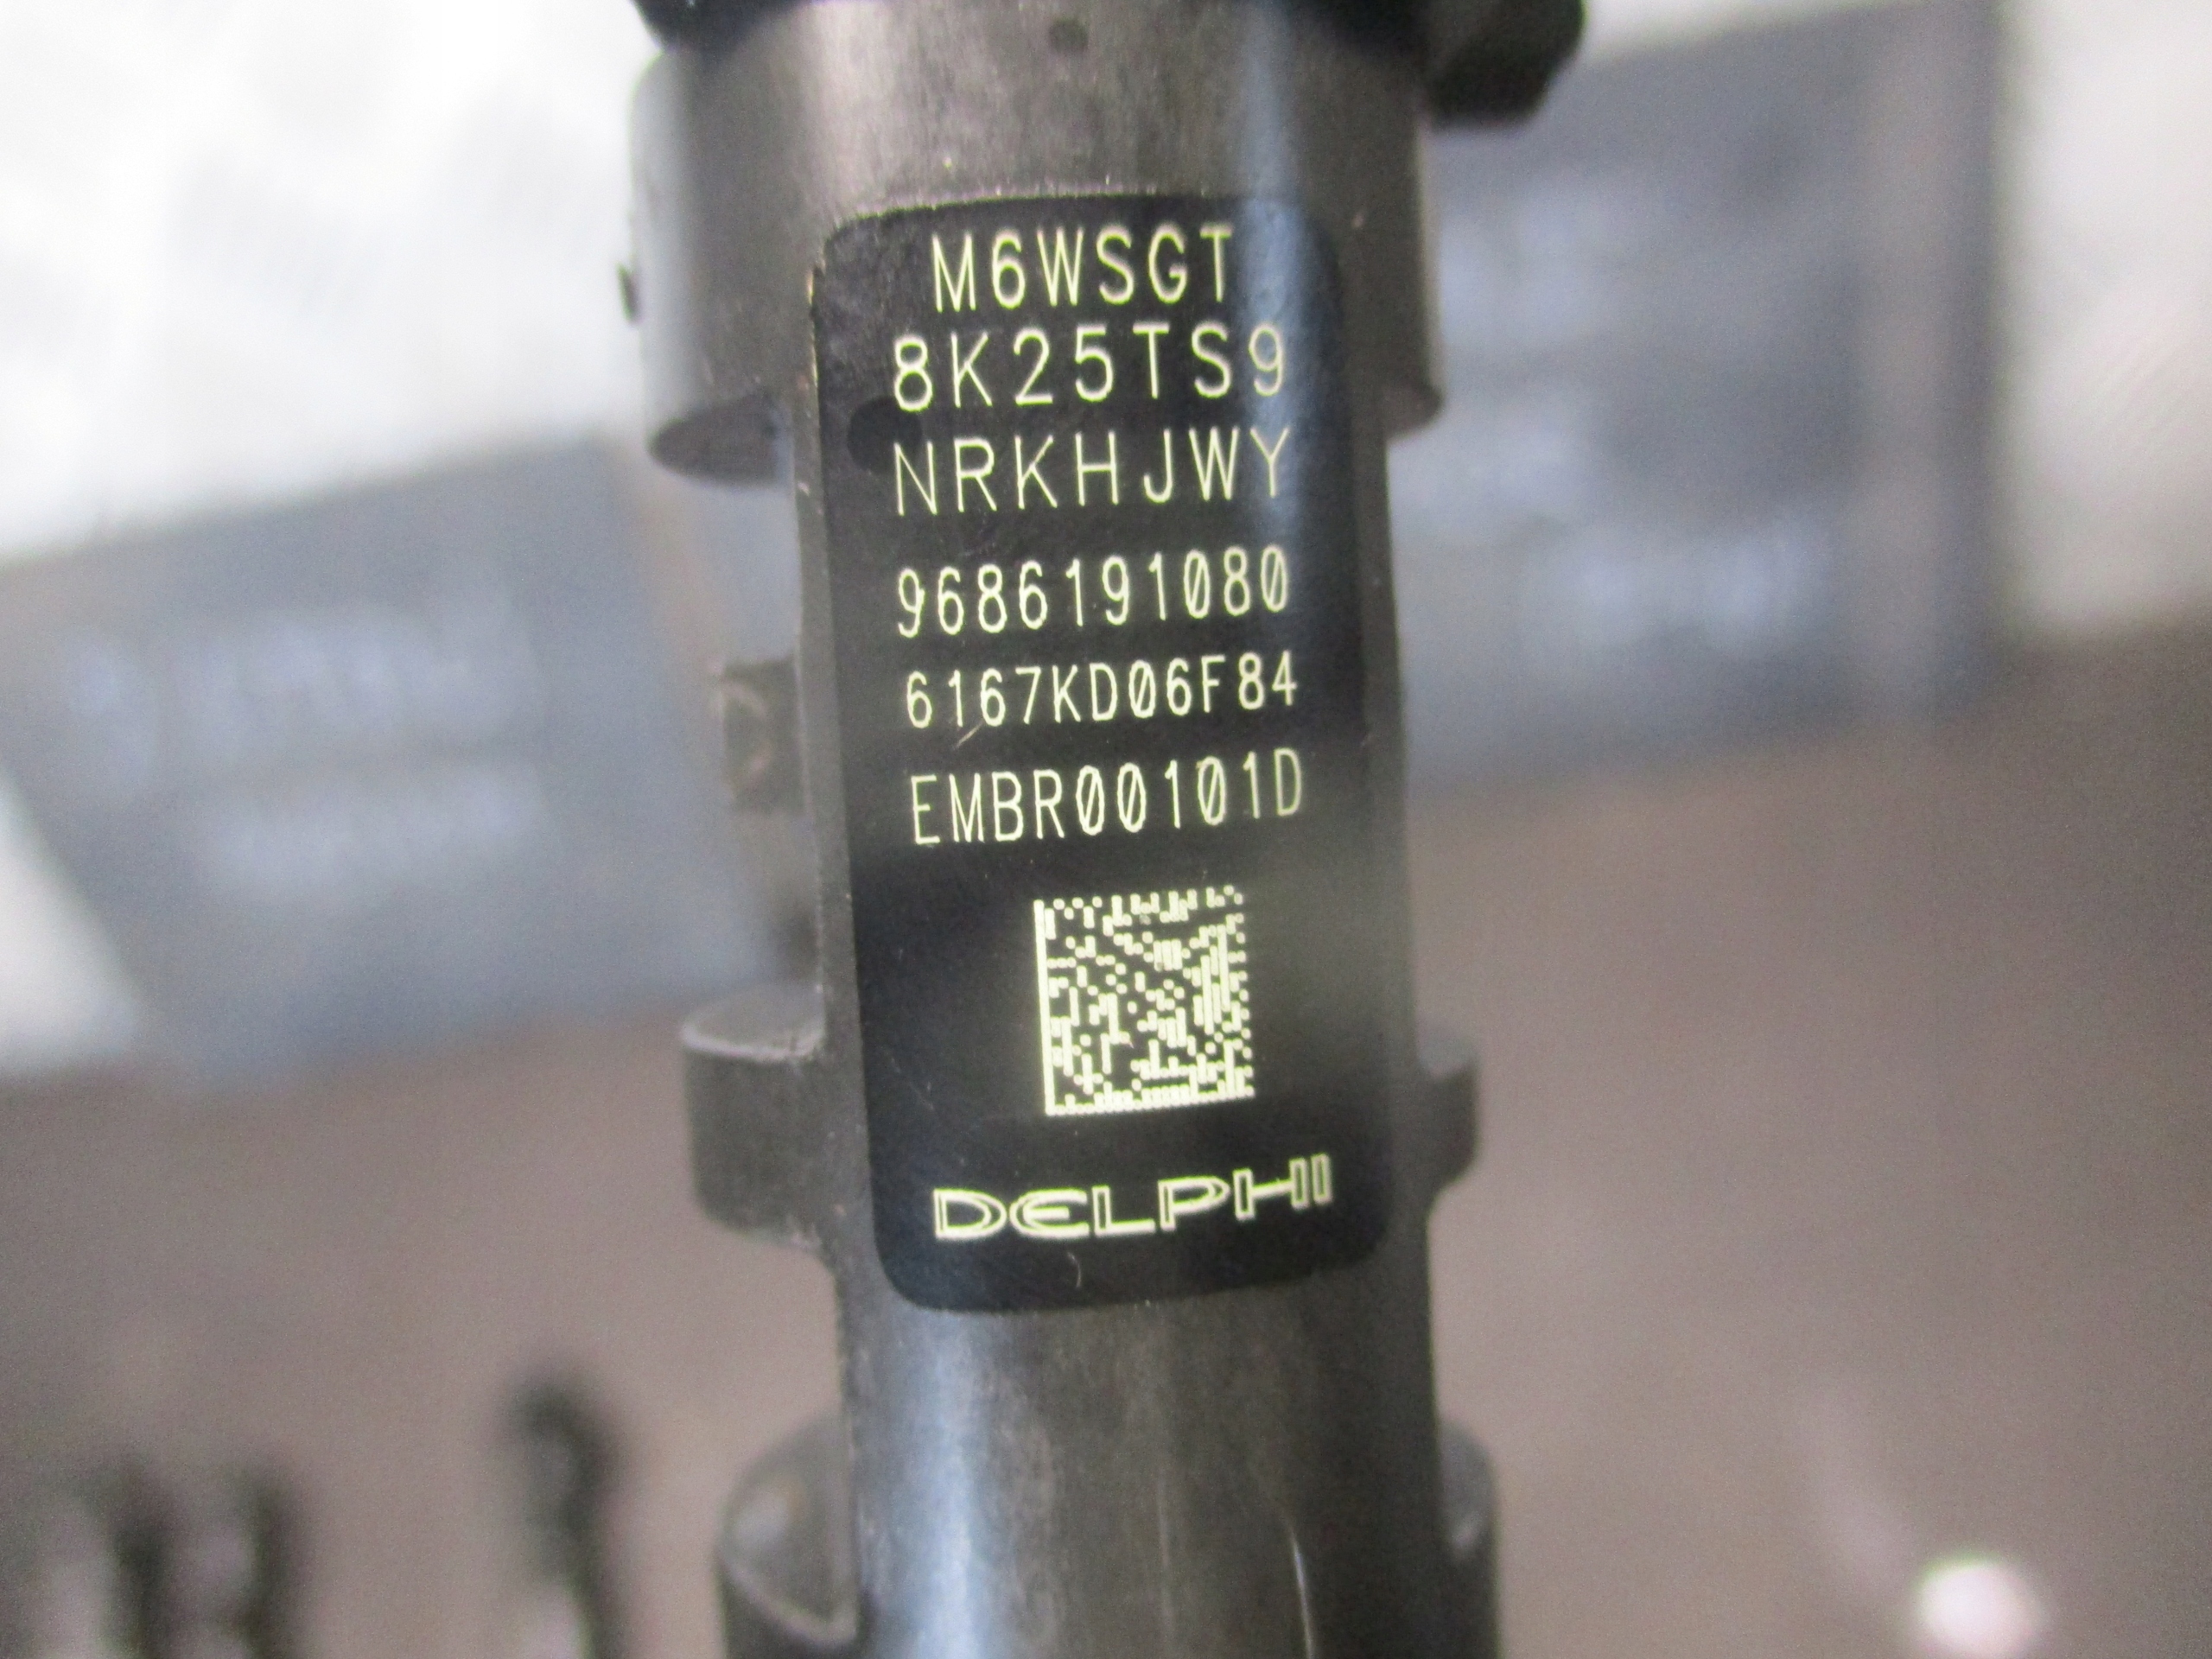 M6WSGT
8K25TS9
NRKHJWY
9686191080
6167KD06F84
EMBR00101D
DELPHI